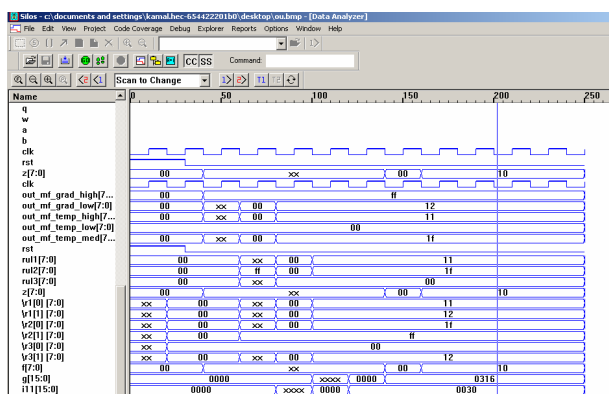 Silos - c:\documents and settings\kamal.hec-654422201b0\desktop\ou.bmp - [Data Analyzer]
File Edit View Project Code Coverage Debug Explorer Reports Options Window Help
CC SS Command:
Scan to Change T1 T2
Name 0 50 100 150 200 250
q
w
a
b
clk
rst
z[7:0] 00 xx 00 10
clk
out_mf_grad_high[7... 00 ff
out_mf_grad_low[7:0] 00 xx 00 12
out_mf_temp_high[7... 00 xx 00 11
out_mf_temp_low[7:0] 00
out_mf_temp_med[7... 00 xx 00 1f
rst
rul1[7:0] 00 xx 00 11
rul2[7:0] 00 ff 00 1f
rul3[7:0] 00 xx 00
z[7:0] 00 xx 00 10
\r1[0] [7:0] xx 00 xx 00 11
\r1[1] [7:0] xx 00 xx 00 12
\r2[0] [7:0] xx 00 xx 00 1f
\r2[1] [7:0] xx 00 ff
\r3[0] [7:0] xx 00
\r3[1] [7:0] xx 00 xx 00 12
f[7:0] 00 xx 00 10
g[15:0] 0000 xxxx 0000 0316
i11[15:0] 0000 xxxx 0000 0030